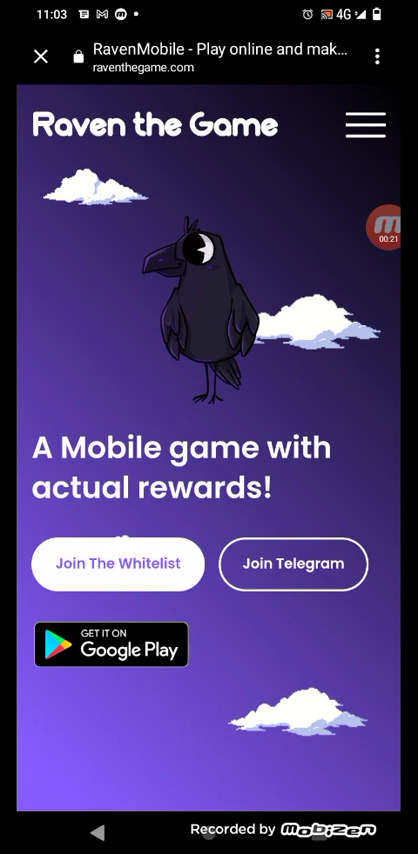 11:03
4G
RavenMobile - Play online and mak...
raventhegame.com
Raven the Game
00:21
A Mobile game with
actual rewards!
Join The Whitelist
Join Telegram
GET IT ON
Google Play
Recorded by mobizen